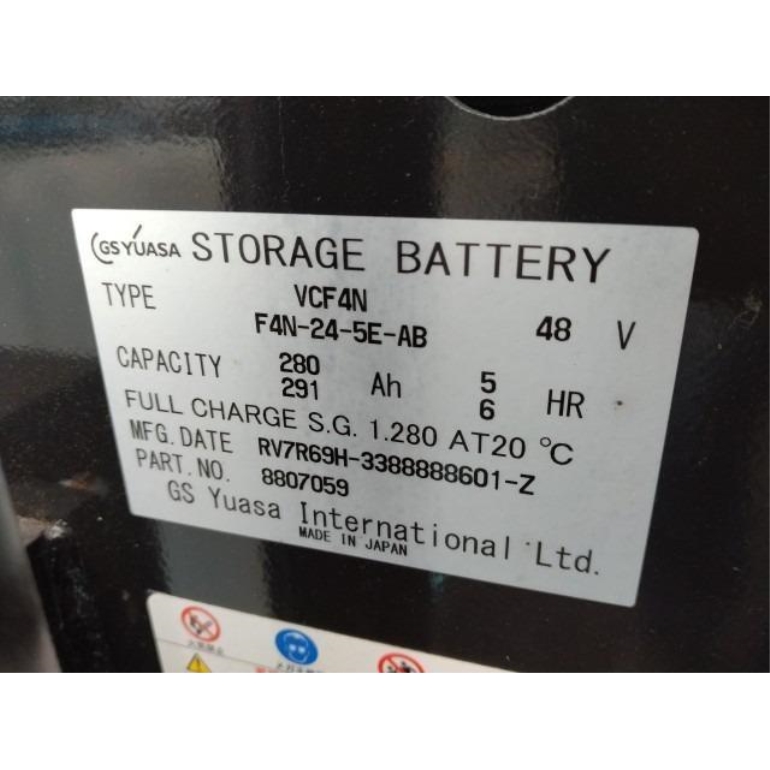 GS YUASA STORAGE BATTERY
TYPE VCF4N
F4N-24-5E-AB 48 V
CAPACITY 280
291 Ah 5
6 HR
FULL CHARGE S.G. 1.280 AT20 °C
MFG. DATE RV7R69H-3388888601-Z
PART. NO. 8807059
GS Yuasa International Ltd.
MADE IN JAPAN